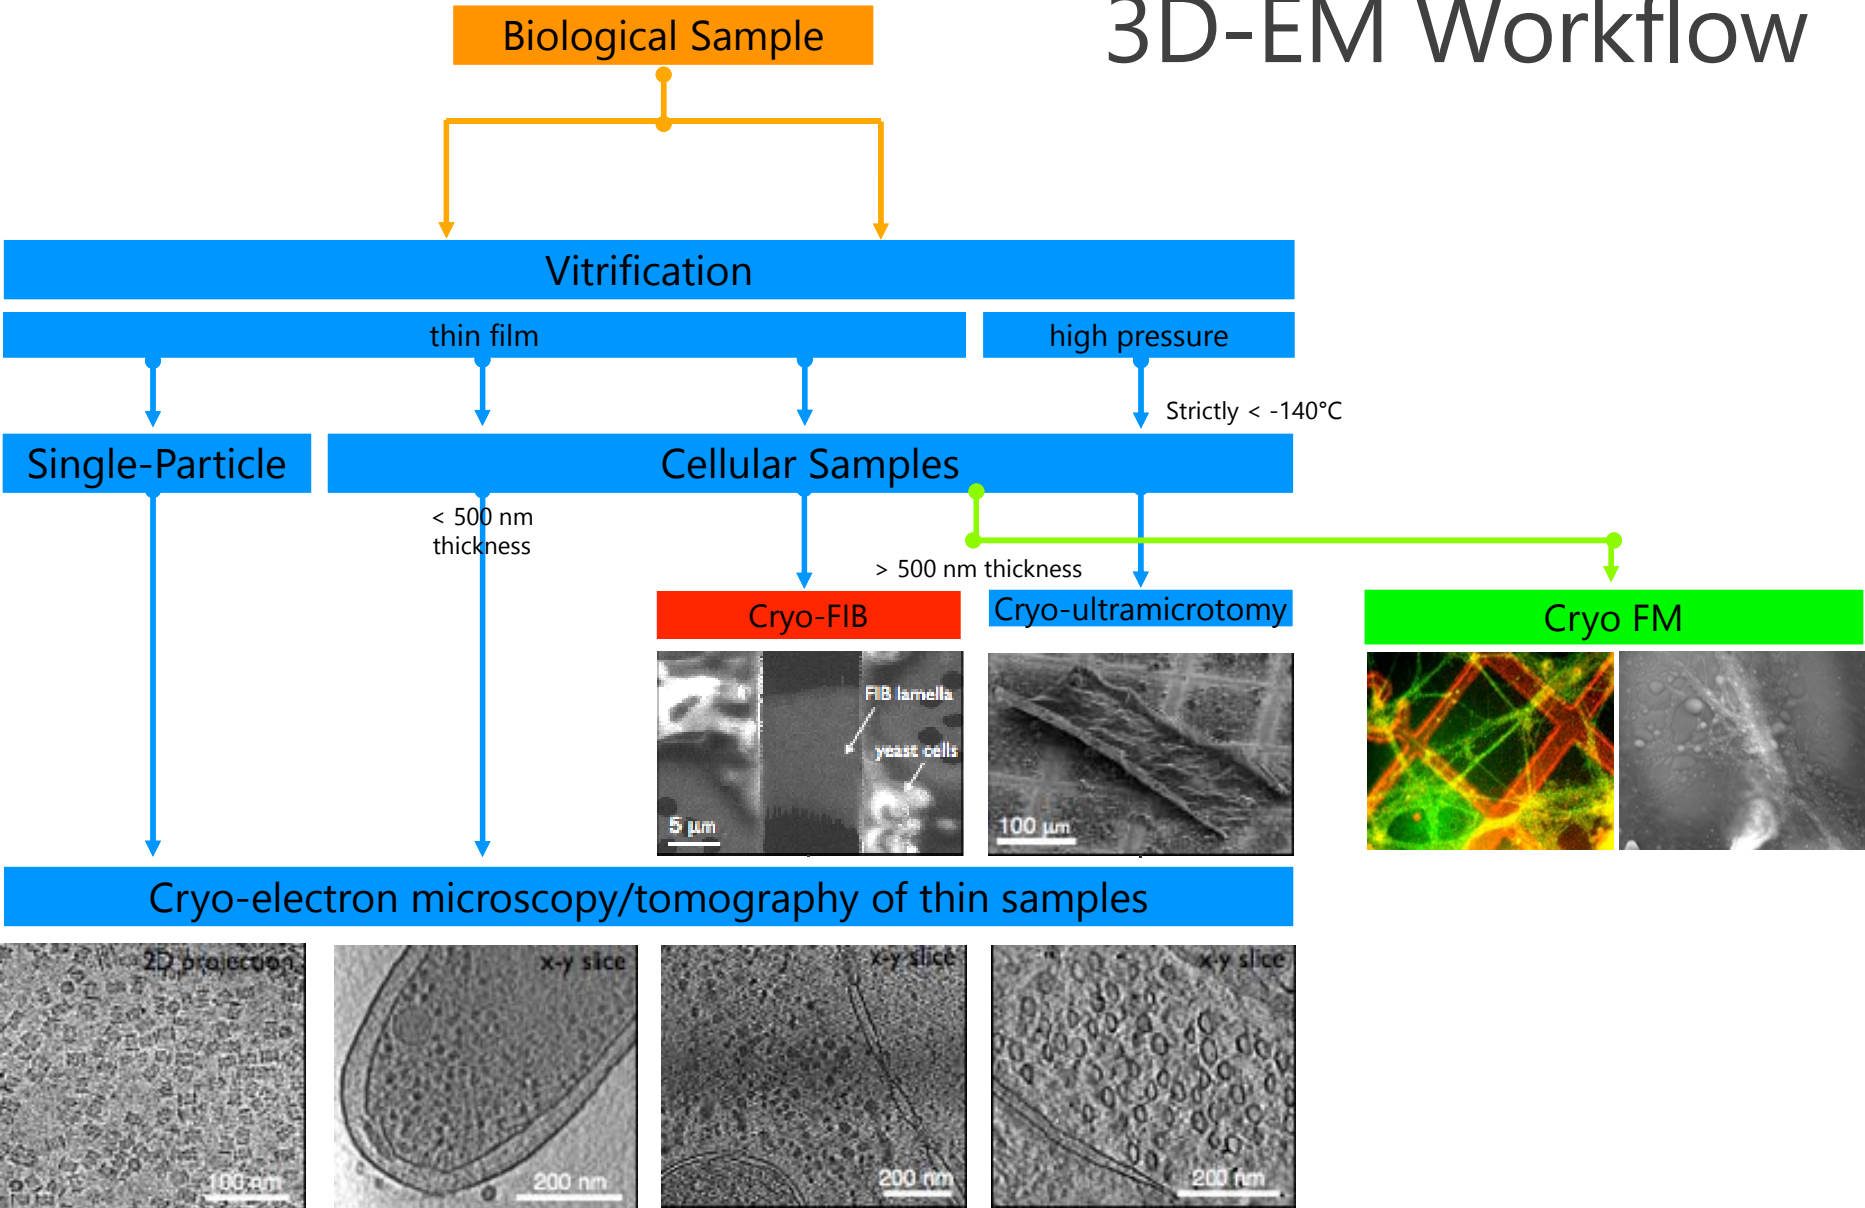 3D-EM Workflow
Biological Sample
Vitrification
thin film
high pressure
Strictly < -140°C
Single-Particle
Cellular Samples
< 500 nm
thickness
> 500 nm thickness
Cryo-FIB
Cryo-ultramicrotomy
Cryo FM
FIB lamella
yeast cells
5 µm
100 µm
Cryo-electron microscopy/tomography of thin samples
2D projection
x-y slice
x-y slice
x-y slice
100 nm
200 nm
200 nm
200 nm